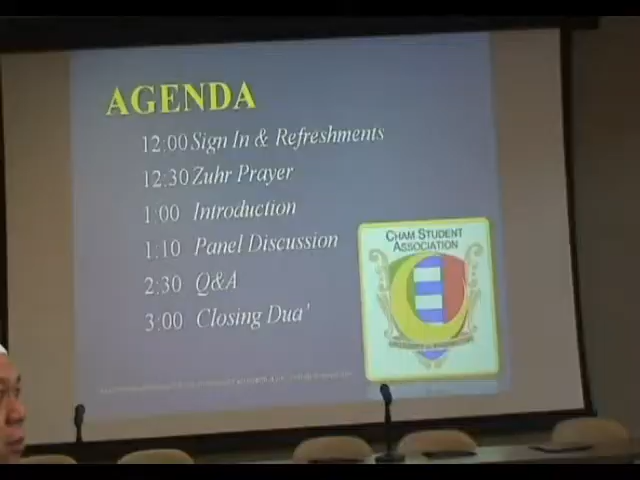 AGENDA
12:00 Sign In & Refreshments
12:30 Zuhr Prayer
1:00 Introduction
1:10 Panel Discussion
2:30 Q&A
3:00 Closing Dua'
CHAM STUDENT
ASSOCIATION